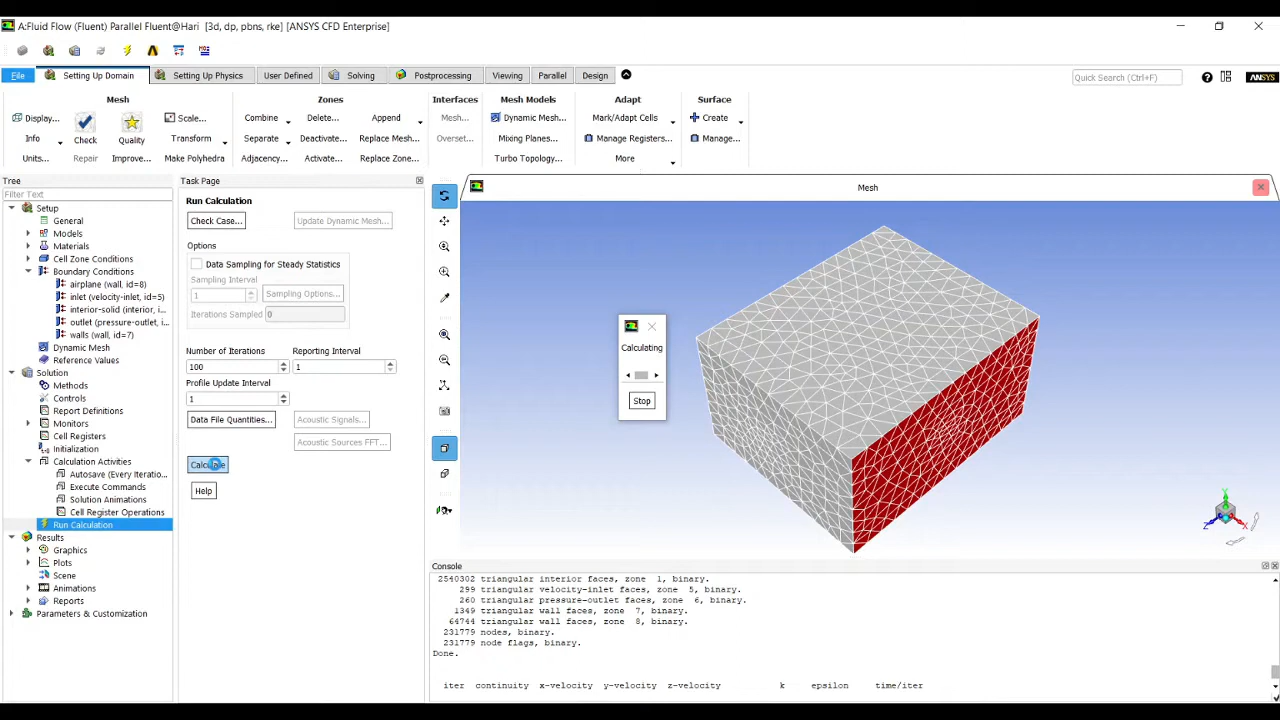 A:Fluid Flow (Fluent) Parallel Fluent@Hari [3d, dp, pbns, rke] [ANSYS CFD Enterprise]
File Setting Up Domain Setting Up Physics User Defined Solving Postprocessing Viewing Parallel Design Quick Search (Ctrl+F) ANSYS
Mesh Zones Interfaces Mesh Models Adapt Surface
Display... Scale... Combine Delete... Append Mesh... Dynamic Mesh... Mark/Adapt Cells Create
Info Check Quality Transform Separate Deactivate... Replace Mesh... Overset... Mixing Planes... Manage Registers... Manage...
Units... Repair Improve... Make Polyhedra Adjacency... Activate... Replace Zone... Turbo Topology... More
Tree
Filter Text
Setup
General
Models
Materials
Cell Zone Conditions
Boundary Conditions
airplane (wall, id=8)
inlet (velocity-inlet, id=5)
interior-solid (interior, i...
outlet (pressure-outlet, i...
walls (wall, id=7)
Dynamic Mesh
Reference Values
Solution
Methods
Controls
Report Definitions
Monitors
Cell Registers
Initialization
Calculation Activities
Autosave (Every Iteratio...
Execute Commands
Solution Animations
Cell Register Operations
Run Calculation
Results
Graphics
Plots
Scene
Animations
Reports
Parameters & Customization
Task Page
Run Calculation
Check Case... Update Dynamic Mesh...
Options
Data Sampling for Steady Statistics
Sampling Interval
1 Sampling Options...
Iterations Sampled 0
Number of Iterations Reporting Interval
100 1
Profile Update Interval
1
Data File Quantities... Acoustic Signals...
Acoustic Sources FFT...
Calculate
Help
Mesh
Calculating
Stop
Y
Z X
Console
2540302 triangular interior faces, zone 1, binary.
299 triangular velocity-inlet faces, zone 5, binary.
260 triangular pressure-outlet faces, zone 6, binary.
1349 triangular wall faces, zone 7, binary.
64744 triangular wall faces, zone 8, binary.
231779 nodes, binary.
231779 node flags, binary.
Done.
iter continuity x-velocity y-velocity z-velocity k epsilon time/iter